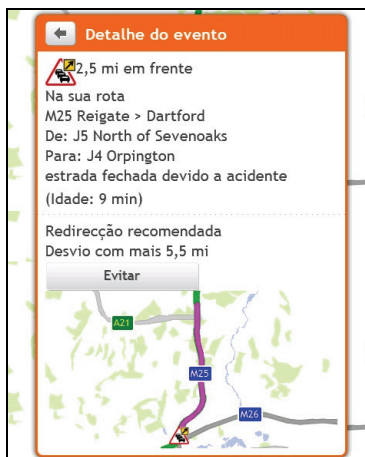 Detalhe do evento
2,5 mi em frente
Na sua rota
M25 Reigate > Dartford
De: J5 North of Sevenoaks
Para: J4 Orpington
estrada fechada devido a acidente
(Idade: 9 min)
Redirecção recomendada
Desvio com mais 5,5 mi
Evitar
A21
M25
M26